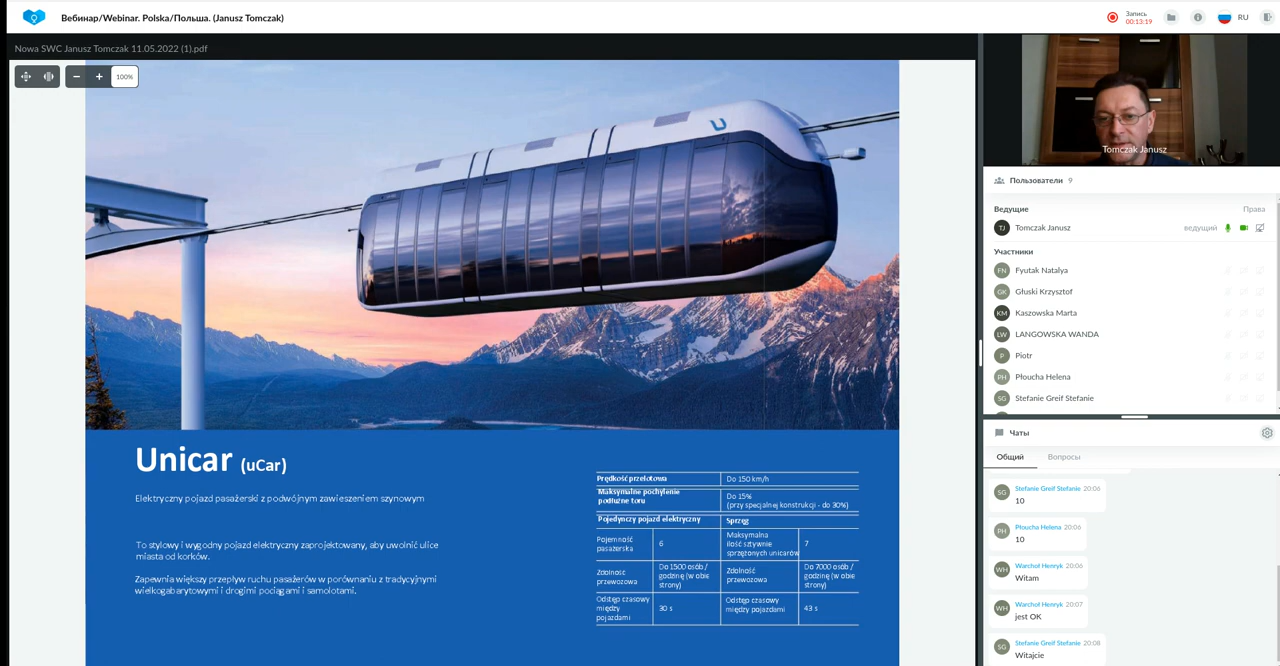 Вебинар/Webinar. Polska/Польша. (Janusz Tomczak)
Запись
00:13:19
RU
Nowa SWC Janusz Tomczak 11.05.2022 (1).pdf
100%
Tomczak Janusz
Пользователи 9
Ведущие
Права
TJ Tomczak Janusz ведущий
Участники
FN Fyutak Natalya
GK Głuski Krzysztof
KM Kaszowska Marta
LW LANGOWSKA WANDA
P Piotr
PH Płoucha Helena
SG Stefanie Greif Stefanie
Чаты
Общий Вопросы
SG Stefanie Greif Stefanie 20:06
10
PH Płoucha Helena 20:06
10
WH Warchoł Henryk 20:06
Witam
WH Warchoł Henryk 20:07
jest OK
SG Stefanie Greif Stefanie 20:08
Witajcie
Unicar (uCar)
Elektryczny pojazd pasażerski z podwójnym zawieszeniem szynowym
To stylowy i wygodny pojazd elektryczny zaprojektowany, aby uwolnić ulice
miasta od korków.
Zapewnia większy przepływ ruchu pasażerów w porównaniu z tradycyjnymi
wielkogabarytowymi i drogimi pociągami i samolotami.
Prędkość przelotowa Do 150 km/h
Maksymalne pochylenie
podłużne toru
Do 15%
(przy specjalnej konstrukcji - do 30%)
Pojedynczy pojazd elektryczny Sprzęg
Pojemność
pasażerska
6
Maksymalna
ilość sztywnie
sprzężonych unicarów
7
Zdolność
przewozowa
Do 1500 osób /
godzinę (w obie
strony)
Zdolność
przewozowa
Do 7000 osób /
godzinę (w obie
strony)
Odstęp czasowy
między
pojazdami
30 s
Odstęp czasowy
między pojazdami
43 s